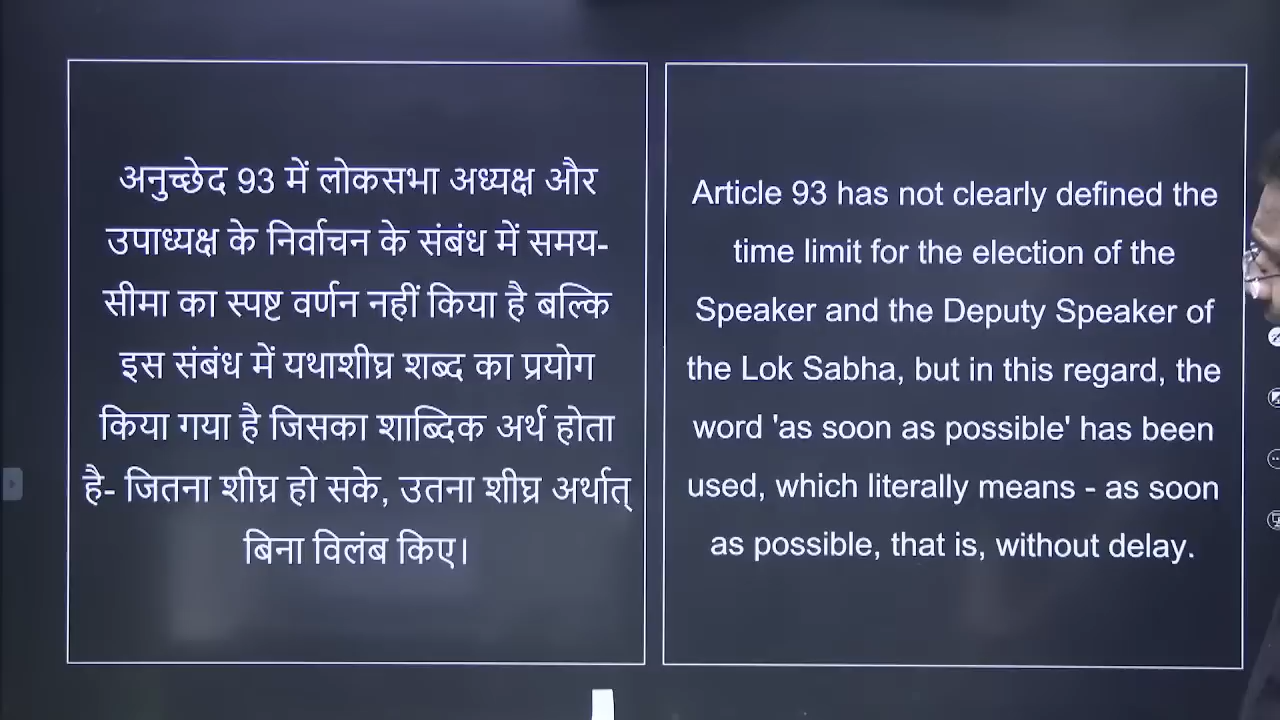 अनुच्छेद 93 में लोकसभा अध्यक्ष और
उपाध्यक्ष के निर्वाचन के संबंध में समय-
सीमा का स्पष्ट वर्णन नहीं किया है बल्कि
इस संबंध में यथाशीघ्र शब्द का प्रयोग
किया गया है जिसका शाब्दिक अर्थ होता
है- जितना शीघ्र हो सके, उतना शीघ्र अर्थात्
बिना विलंब किए।
Article 93 has not clearly defined the
time limit for the election of the
Speaker and the Deputy Speaker of
the Lok Sabha, but in this regard, the
word 'as soon as possible' has been
used, which literally means - as soon
as possible, that is, without delay.